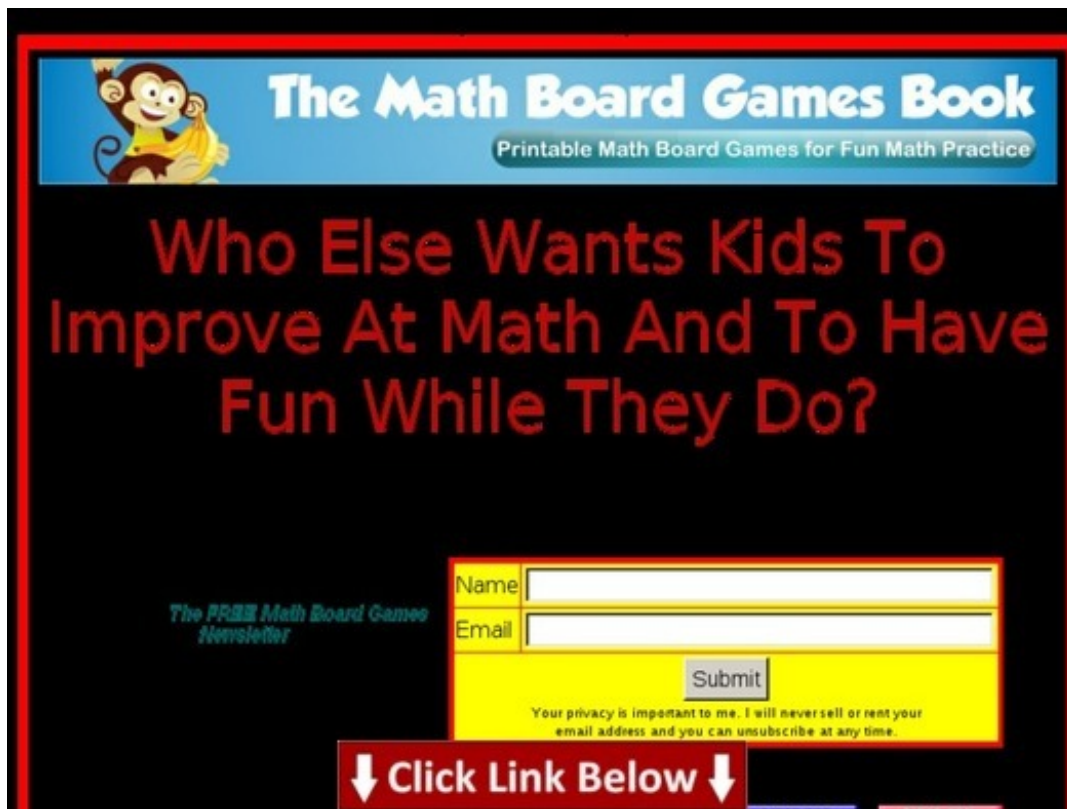 The Math Board Games Book
Printable Math Board Games for Fun Math Practice
Who Else Wants Kids To
Improve At Math And To Have
Fun While They Do?
The FREE Math Board Games
Newsletter
Name
Email
Submit
Your privacy is important to me. I will never sell or rent your
email address and you can unsubscribe at any time.
Click Link Below